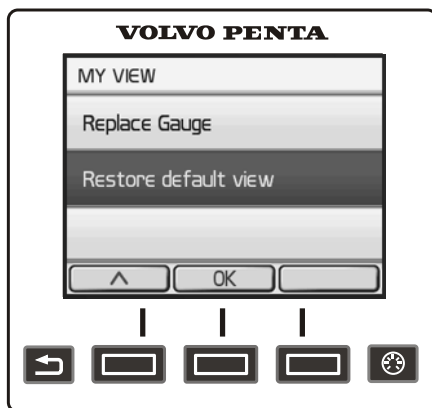 VOLVO PENTA
MY VIEW
Replace Gauge
Restore default view
OK